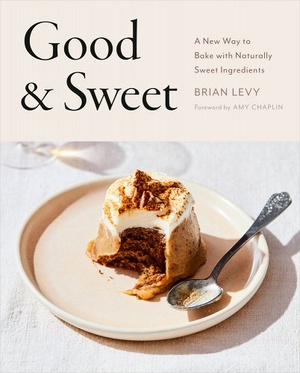 Good
& Sweet
A New Way to
Bake with Naturally
Sweet Ingredients
BRIAN LEVY
Foreword by AMY CHAPLIN